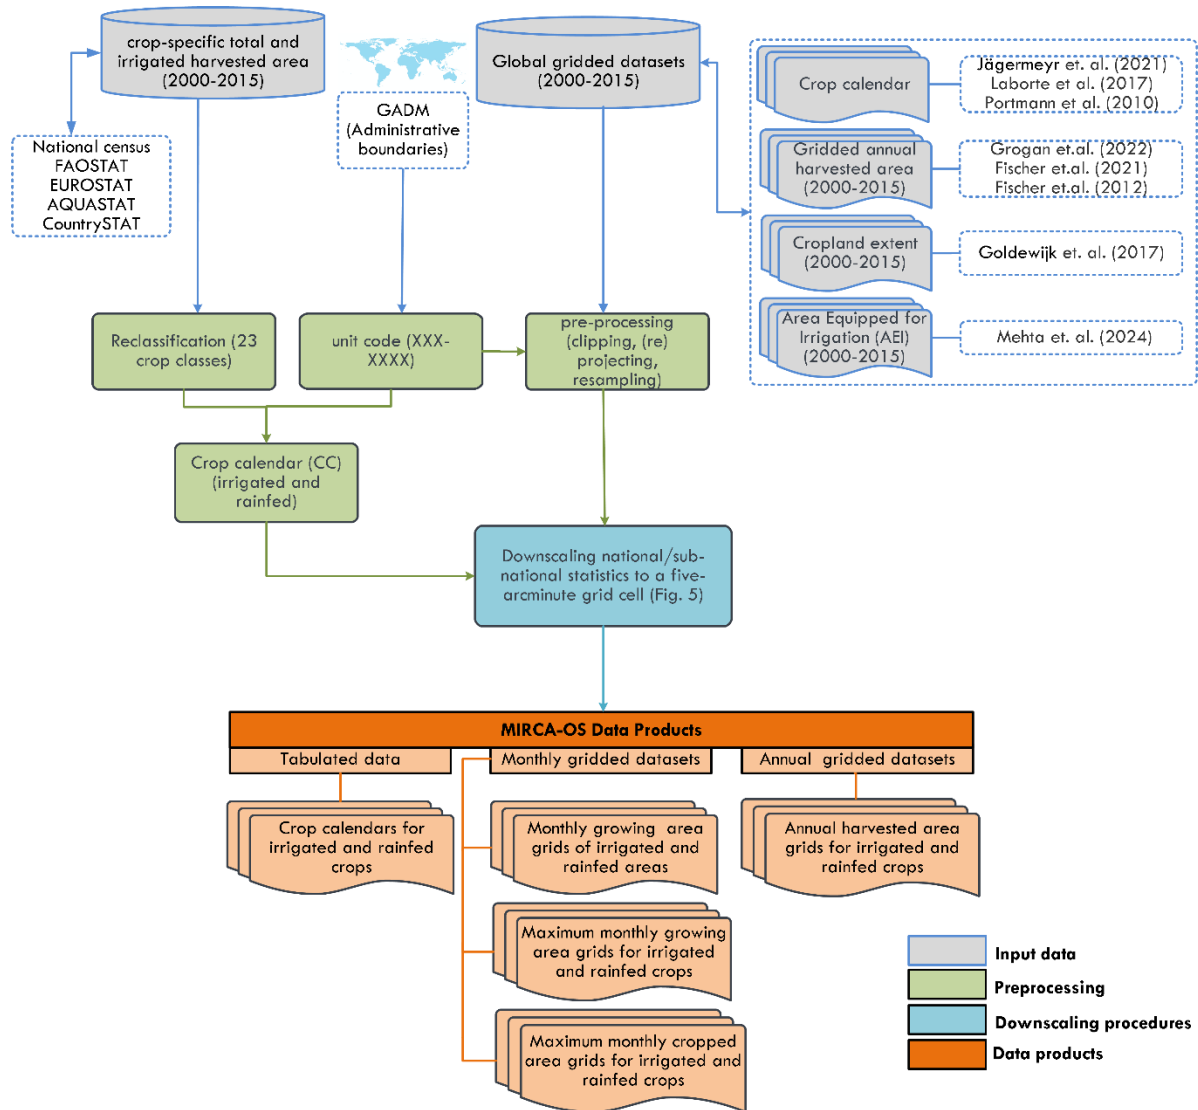 crop-specific total and
irrigated harvested area
(2000-2015)
National census
FAOSTAT
EUROSTAT
AQUASTAT
CountrySTAT
GADM
(Administrative
boundaries)
Global gridded datasets
(2000-2015)
Crop calendar
Jägermeyr et. al. (2021)
Laborte et. al. (2017)
Portmann et. al. (2010)
Gridded annual
harvested area
(2000-2015)
Grogan et.al. (2022)
Fischer et.al. (2021)
Fischer et.al. (2012)
Cropland extent
(2000-2015)
Goldewijk et. al. (2017)
Area Equipped for
Irrigation (AEI)
(2000-2015)
Mehta et. al. (2024)
Reclassification (23
crop classes)
unit code (XXX-
XXXX)
pre-processing
(clipping, (re)
projecting,
resampling)
Crop calendar (CC)
(irrigated and
rainfed)
Downscaling national/sub-
national statistics to a five-
arcminute grid cell (Fig. 5)
MIRCA-OS Data Products
Tabulated data
Monthly gridded datasets
Annual gridded datasets
Crop calendars for
irrigated and rainfed
crops
Monthly growing area
grids of irrigated and
rainfed areas
Annual harvested area
grids for irrigated and
rainfed crops
Maximum monthly growing
area grids for irrigated
and rainfed crops
Maximum monthly cropped
area grids for irrigated and
rainfed crops
Input data
Preprocessing
Downscaling procedures
Data products